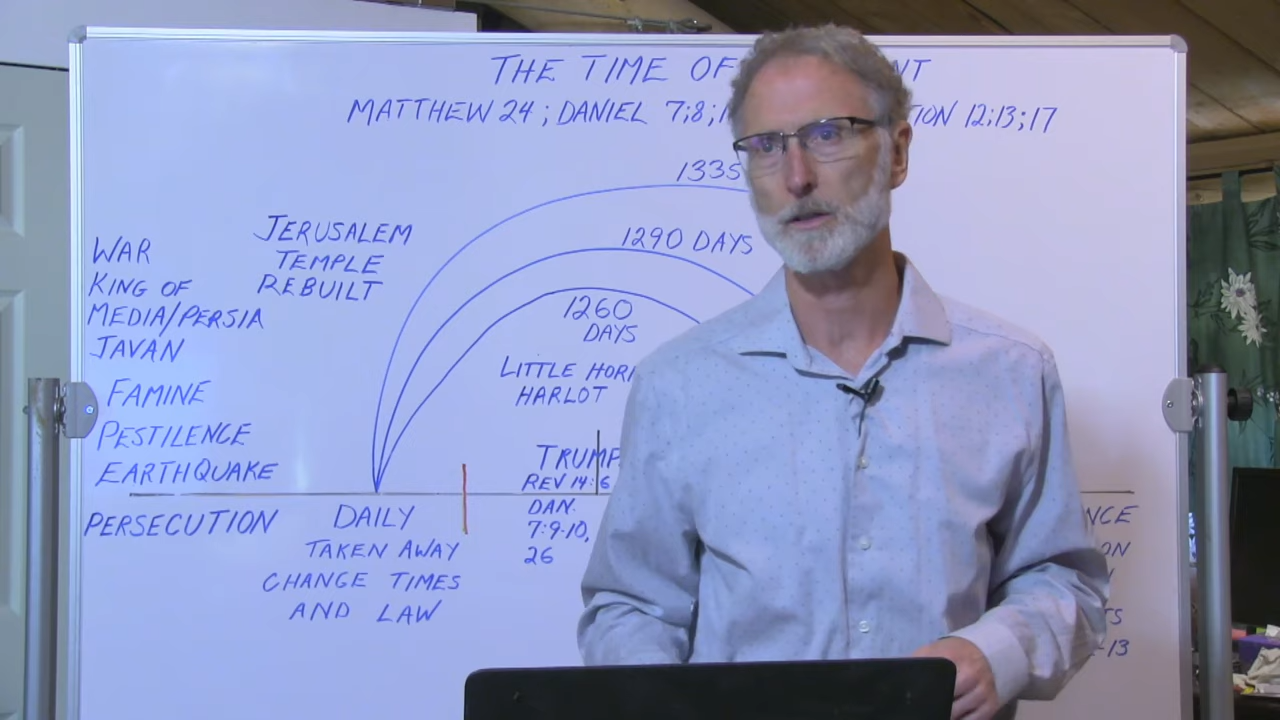 THE TIME OF
MATTHEW 24; DANIEL 7;8; 12;13;17
1335
1290 DAYS
1260
DAYS
JERUSALEM
TEMPLE
REBUILT
WAR
KING OF
MEDIA/PERSIA
JAVAN
FAMINE
PESTILENCE
EARTHQUAKE
PERSECUTION
LITTLE
HARLOT
TRUMP
REV 14:6
DAN.
7:9-10,
26
DAILY
TAKEN AWAY
CHANGE TIMES
AND LAW